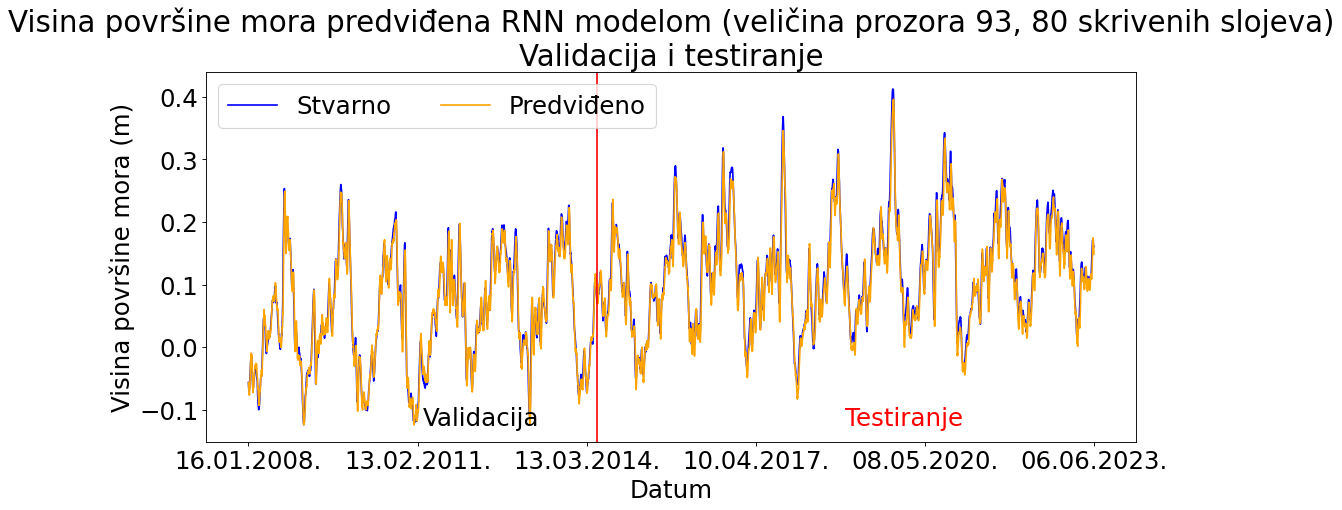 Visina površine mora predviđena RNN modelom (veličina prozora 93, 80 skrivenih slojeva)
Validacija i testiranje
Stvarno
Predviđeno
Visina površine mora (m)
0.4
0.3
0.2
0.1
0.0
−0.1
Validacija
Testiranje
16.01.2008.
13.02.2011.
13.03.2014.
10.04.2017.
08.05.2020.
06.06.2023.
Datum